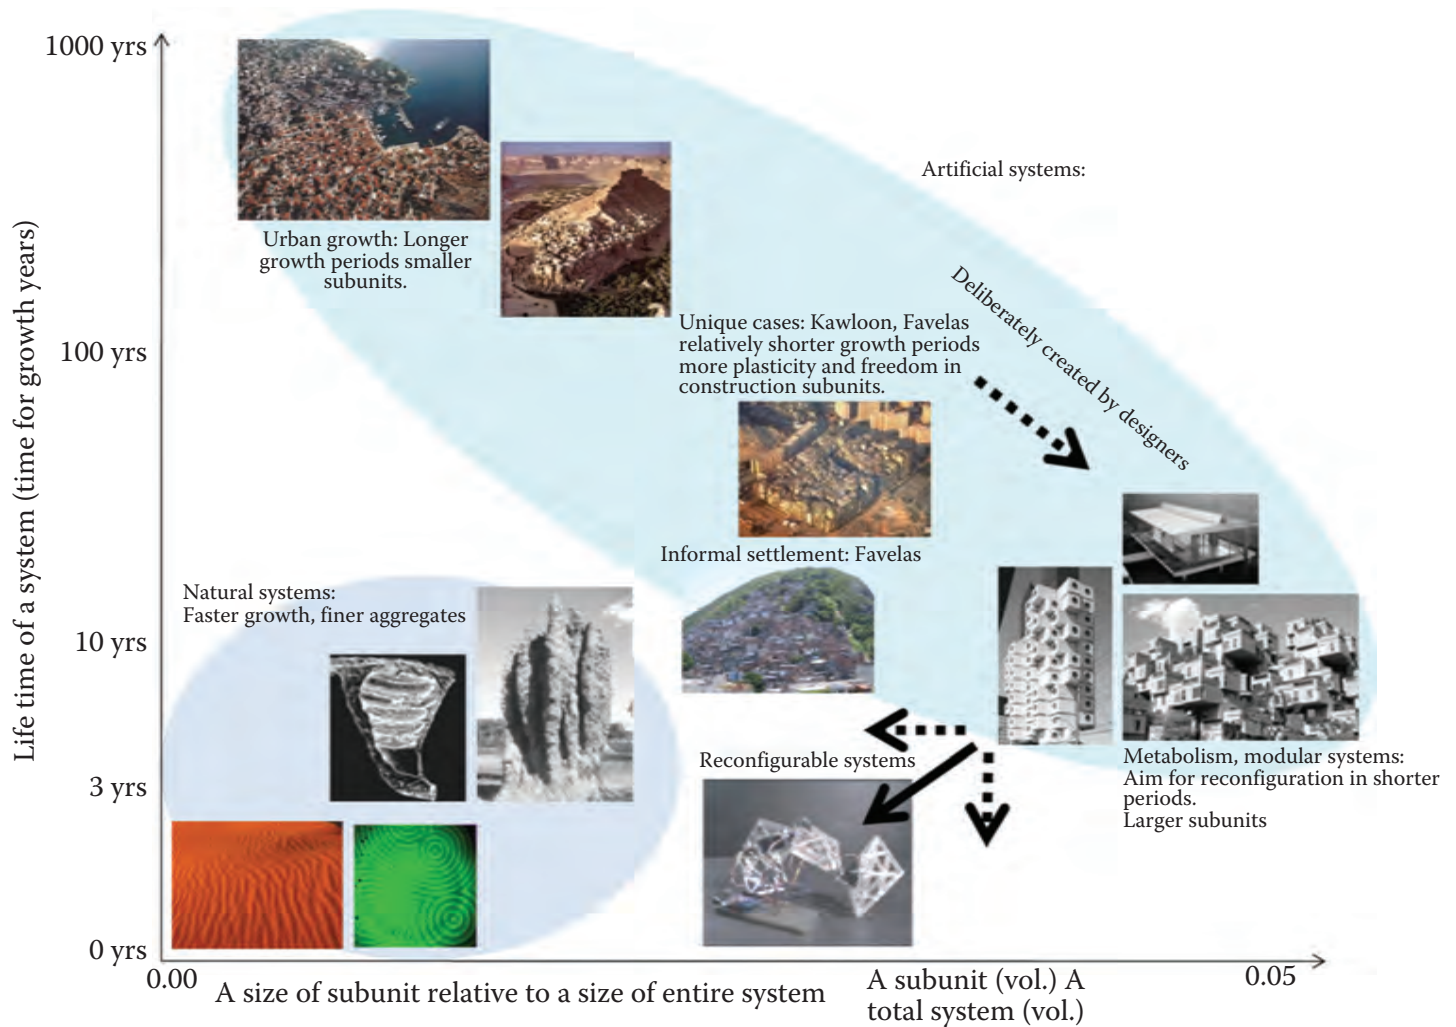 1000 yrs
Artificial systems:
Urban growth: Longer
growth periods smaller
subunits.
Deliberately created by designers
Unique cases: Kawloon, Favelas
relatively shorter growth periods
more plasticity and freedom in
construction subunits.
100 yrs
Life time of a system (time for growth years)
Informal settlement: Favelas
Natural systems:
Faster growth, finer aggregates
10 yrs
Reconfigurable systems
Metabolism, modular systems:
Aim for reconfiguration in shorter
periods.
Larger subunits
3 yrs
0 yrs
0.00
A size of subunit relative to a size of entire system
A subunit (vol.) A
total system (vol.)
0.05